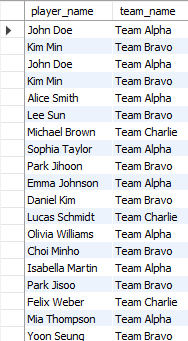 player_name team_name
John Doe Team Alpha
Kim Min Team Bravo
John Doe Team Alpha
Kim Min Team Bravo
Alice Smith Team Alpha
Lee Sun Team Bravo
Michael Brown Team Charlie
Sophia Taylor Team Alpha
Park Jihoon Team Bravo
Emma Johnson Team Alpha
Daniel Kim Team Bravo
Lucas Schmidt Team Charlie
Olivia Williams Team Alpha
Choi Minho Team Bravo
Isabella Martin Team Alpha
Park Jisoo Team Bravo
Felix Weber Team Charlie
Mia Thompson Team Alpha
Yoon Seung Team Bravo